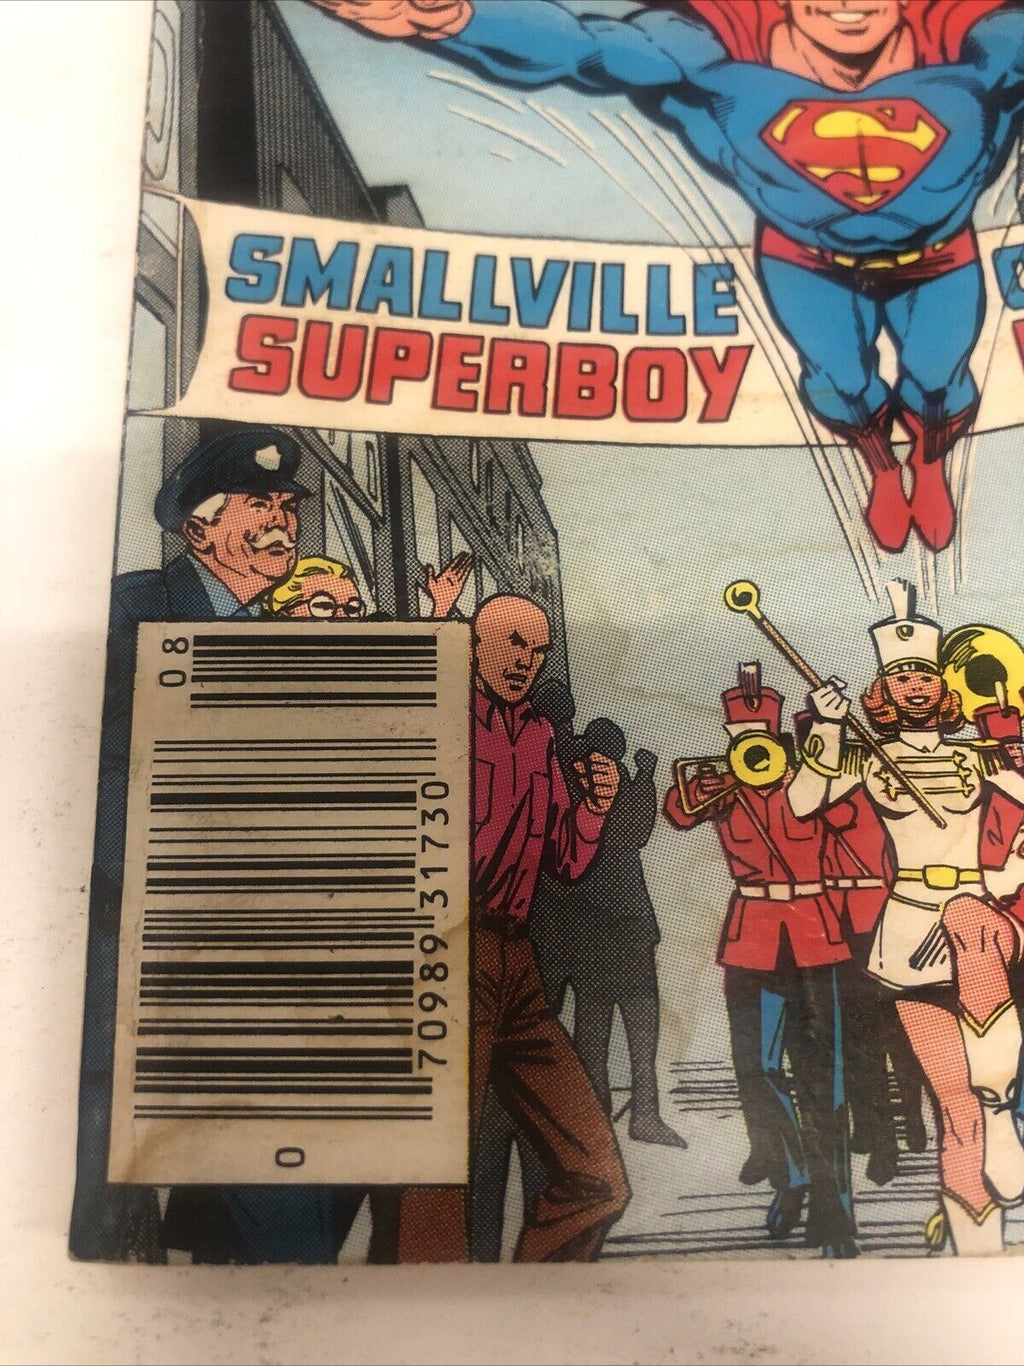 SMALLVILLE
SUPERBOY
S
08
70989 31730
0